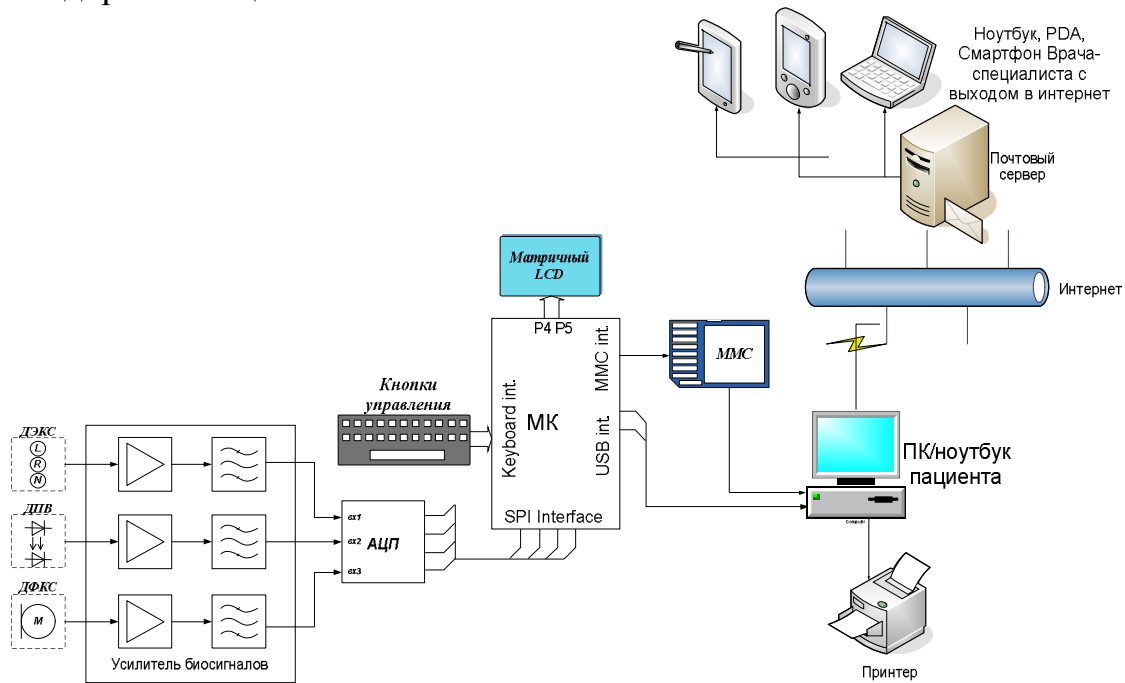 Ноутбук, PDA,
Смартфон Врача-
специалиста с
выходом в интернет
Почтовый
сервер
Интернет
Матричный
LCD
P4 P5
MMC int.
Keyboard int.
МК
USB int.
SPI Interface
MMC
Кнопки
управления
ДЭКС
L
R
N
ДПВ
ДФКС
М
вх1
вх2
вх3
АЦП
Усилитель биосигналов
ПК/ноутбук
пациента
Computer
Принтер